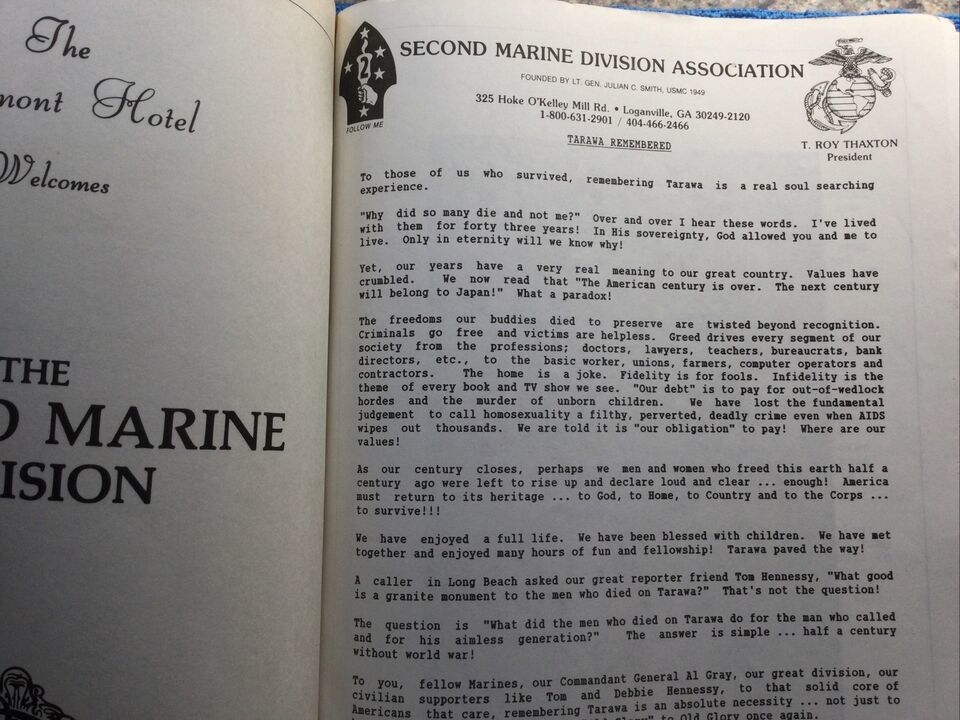 The
mont Hotel
Welcomes
THE
D MARINE
ISION
2
FOLLOW ME
SECOND MARINE DIVISION ASSOCIATION
FOUNDED BY LT. GEN. JULIAN C. SMITH, USMC 1949
325 Hoke O'Kelley Mill Rd. • Loganville, GA 30249-2120
1-800-631-2901 / 404-466-2466
T. ROY THAXTON
President
TARAWA REMEMBERED
To those of us who survived, remembering Tarawa is a real soul searching
experience.
"Why did so many die and not me?" Over and over I hear these words. I've lived
with them for forty three years! In His sovereignty, God allowed you and me to
live. Only in eternity will we know why!
Yet, our years have a very real meaning to our great country. Values have
crumbled. We now read that "The American century is over. The next century
will belong to Japan!" What a paradox!
The freedoms our buddies died to preserve are twisted beyond recognition.
Criminals go free and victims are helpless. Greed drives every segment of our
society from the professions; doctors, lawyers, teachers, bureaucrats, bank
directors, etc., to the basic worker, unions, farmers, computer operators and
contractors. The home is a joke. Fidelity is for fools. Infidelity is the
theme of every book and TV show we see. "Our debt" is to pay for out-of-wedlock
hordes and the murder of unborn children. We have lost the fundamental
judgement to call homosexuality a filthy, perverted, deadly crime even when AIDS
wipes out thousands. We are told it is "our obligation" to pay! Where are our
values!
As our century closes, perhaps we men and women who freed this earth half a
century ago were left to rise up and declare loud and clear ... enough! America
must return to its heritage ... to God, to Home, to Country and to the Corps ...
to survive!!!
We have enjoyed a full life. We have been blessed with children. We have met
together and enjoyed many hours of fun and fellowship! Tarawa paved the way!
A caller in Long Beach asked our great reporter friend Tom Hennessy, "What good
is a granite monument to the men who died on Tarawa?" That's not the question!
The question is "What did the men who died on Tarawa do for the man who called
and for his aimless generation?" The answer is simple ... half a century
without world war!
To you, fellow Marines, our Commandant General Al Gray, our great division, our
civilian supporters like Tom and Debbie Hennessy, to that solid core of
Americans that care, remembering Tarawa is an absolute necessity ... not just to
Glory" to Old Glory once again.